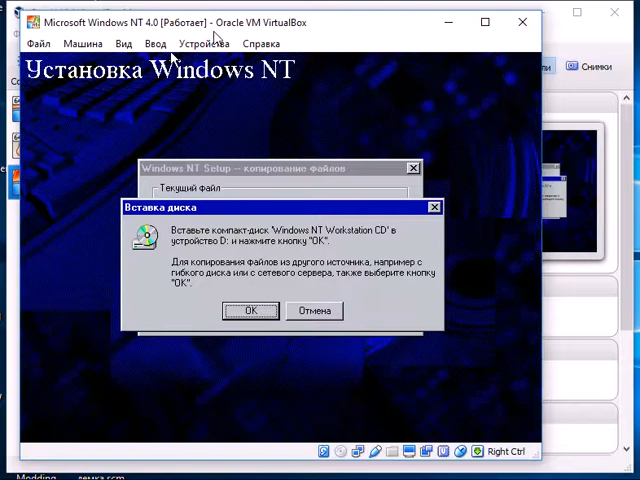 Microsoft Windows NT 4.0 [Работает] - Oracle VM VirtualBox
Файл Машина Вид Ввод Устройства Справка
Снимки
Установка Windows NT
Windows NT Setup -- копирование файлов
Текущий файл
Вставка диска
Вставьте компакт-диск 'Windows NT Workstation CD' в
устройство D: и нажмите кнопку "OK".
Для копирования файлов из другого источника, например с
гибкого диска или с сетевого сервера, также выберите кнопку
"OK".
OK Отмена
Right Ctrl